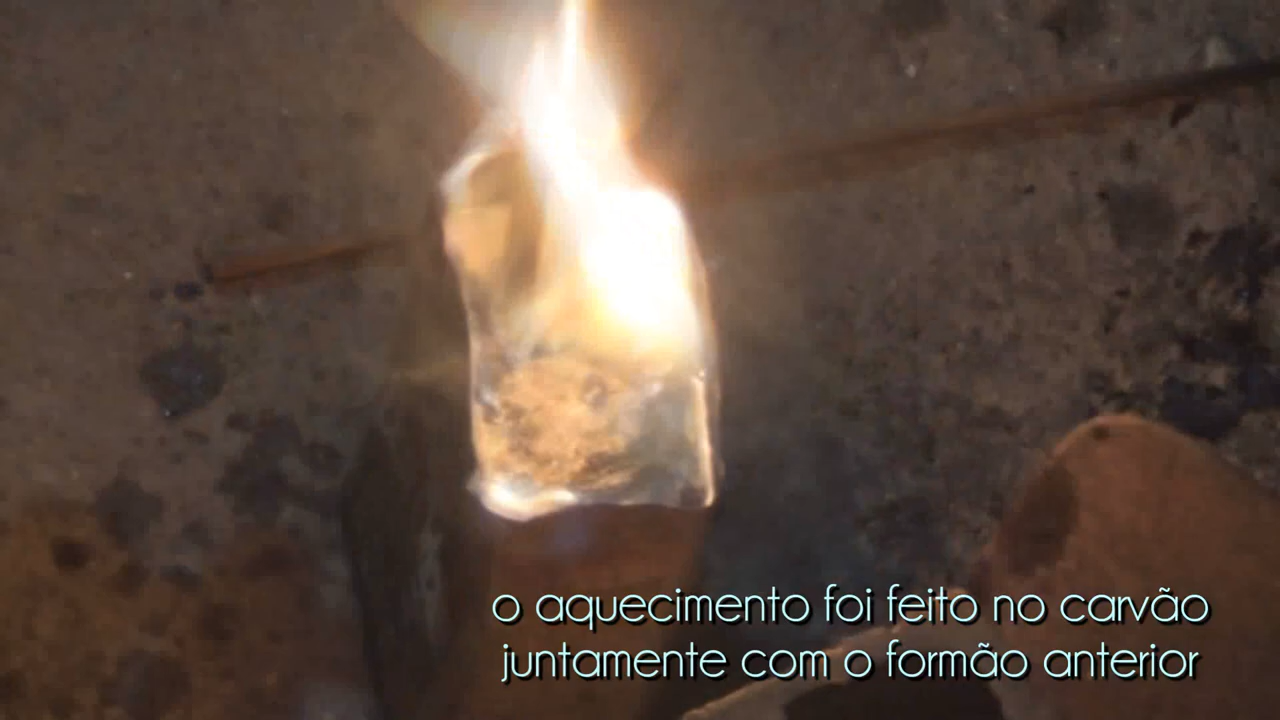 o aquecimento foi feito no carvão
juntamente com o formão anterior